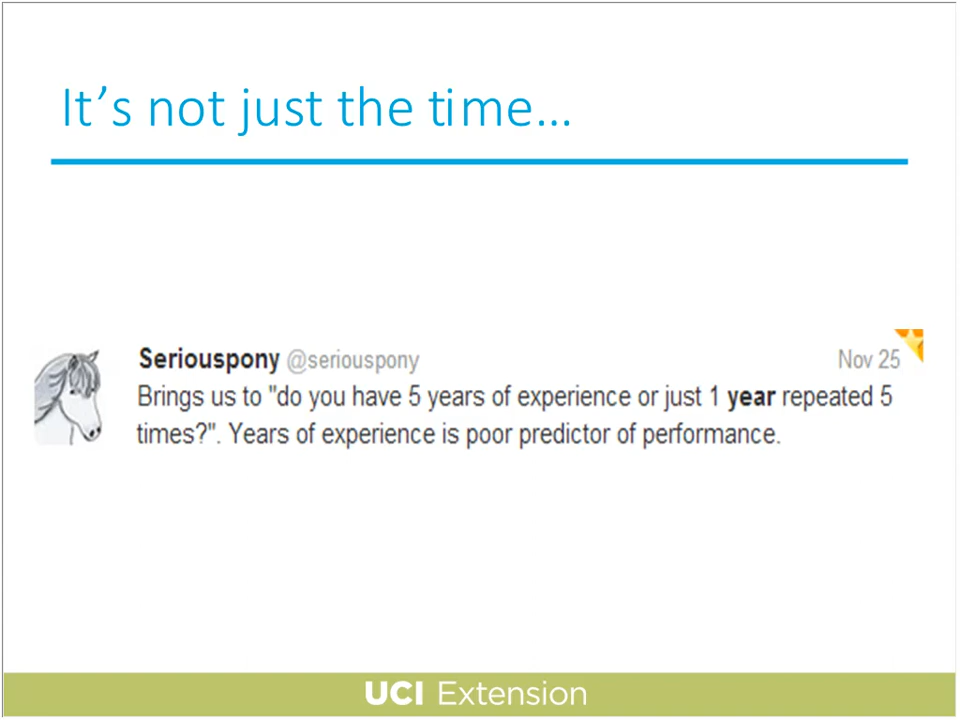 It’s not just the time…
Seriouspony @seriouspony Nov 25
Brings us to "do you have 5 years of experience or just 1 year repeated 5
times?". Years of experience is poor predictor of performance.
UCI Extension